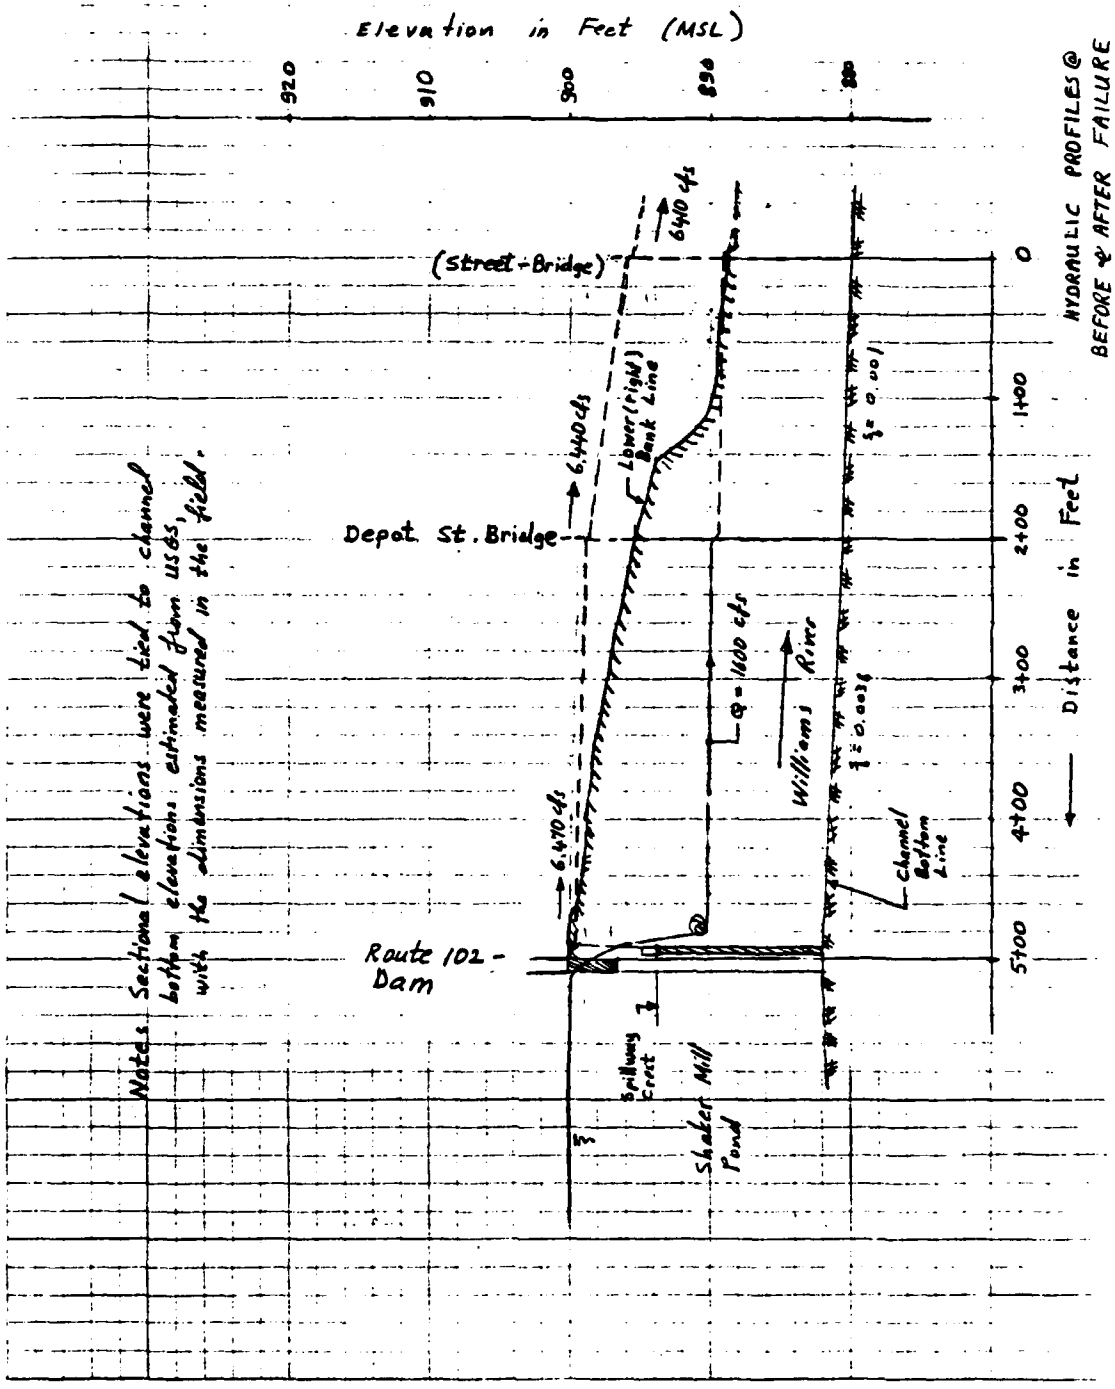 Elevation in Feet (MSL)
920
910
900
890
880
HYDRAULIC PROFILES @
BEFORE & AFTER FAILURE
(Street-Bridge)
6410 cfs
6,440 cfs
Lower (right)
Bank Line
Depot St. Bridge
Q = 1600 cfs
Williams River
= 0.001
= 0.0036
6,470 cfs
Channel
Bottom
Line
Route 102 -
Dam
Spillway
Crest
Shaker Mill
Pond
0
1+00
2+00
3+00
4+00
5+00
Distance in Feet
Note: Sectional elevations were tied to channel
bottom elevations estimated from USGS,
with the dimensions measured in the field.